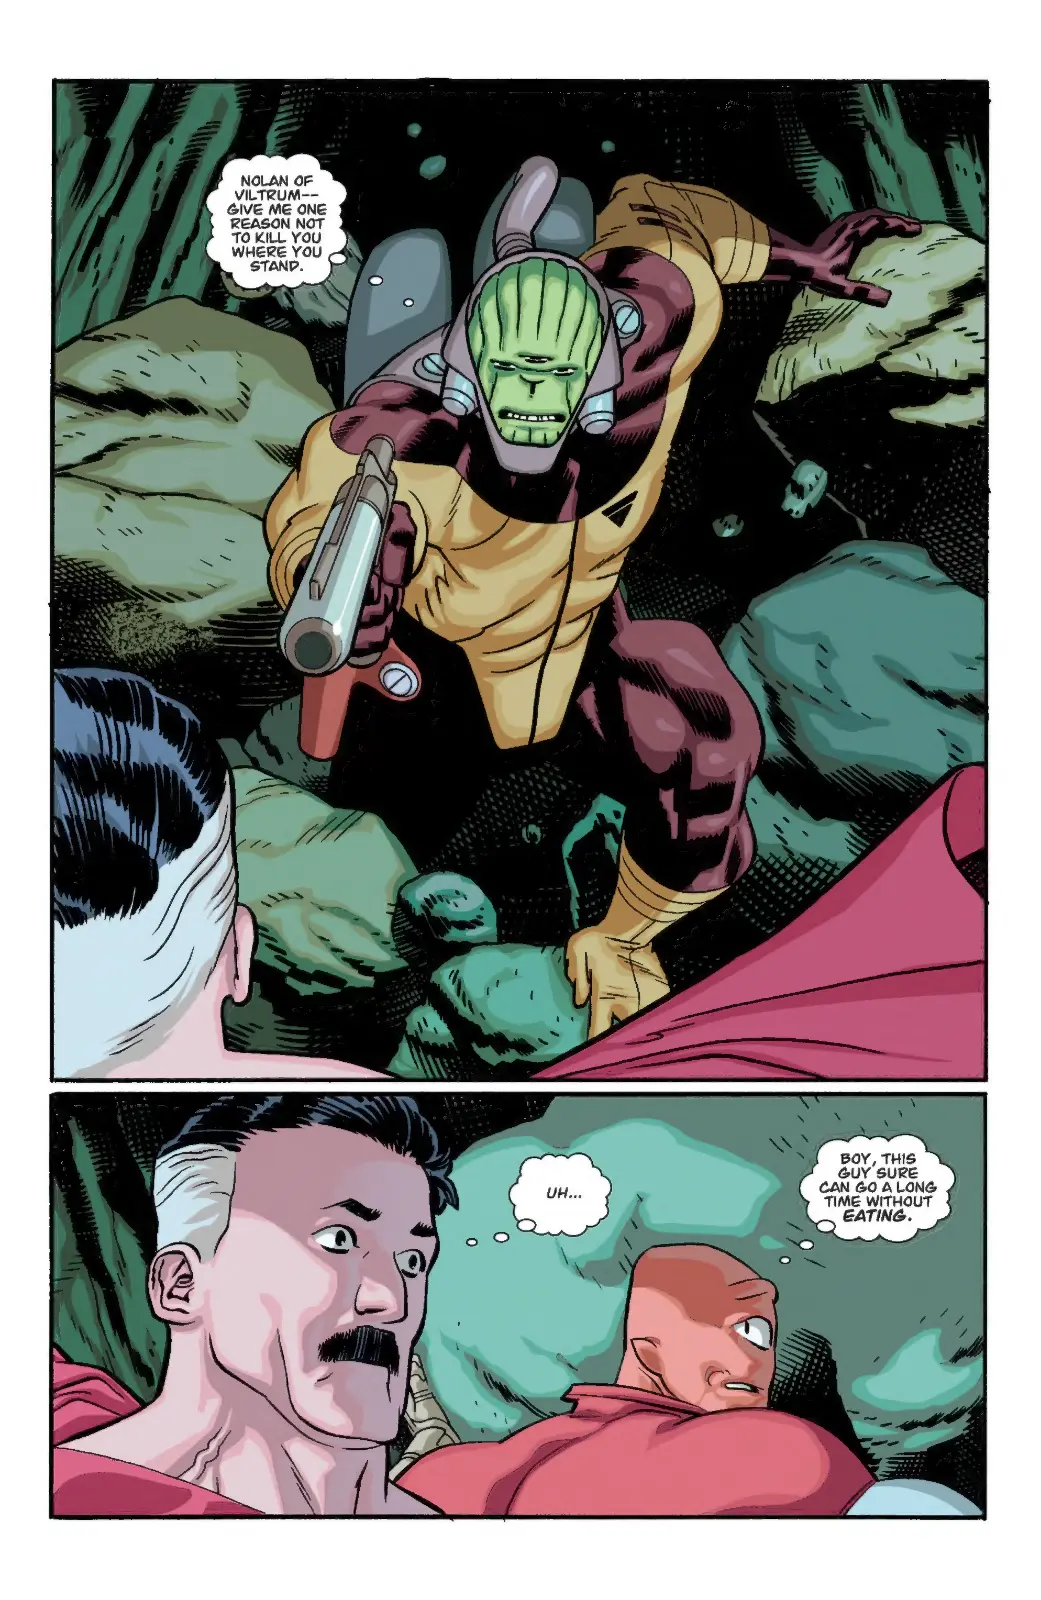 NOLAN OF
VILTRUM--
GIVE ME ONE
REASON NOT
TO KILL YOU
WHERE YOU
STAND.
UH...
BOY, THIS
GUY SURE
CAN GO A LONG
TIME WITHOUT
EATING.